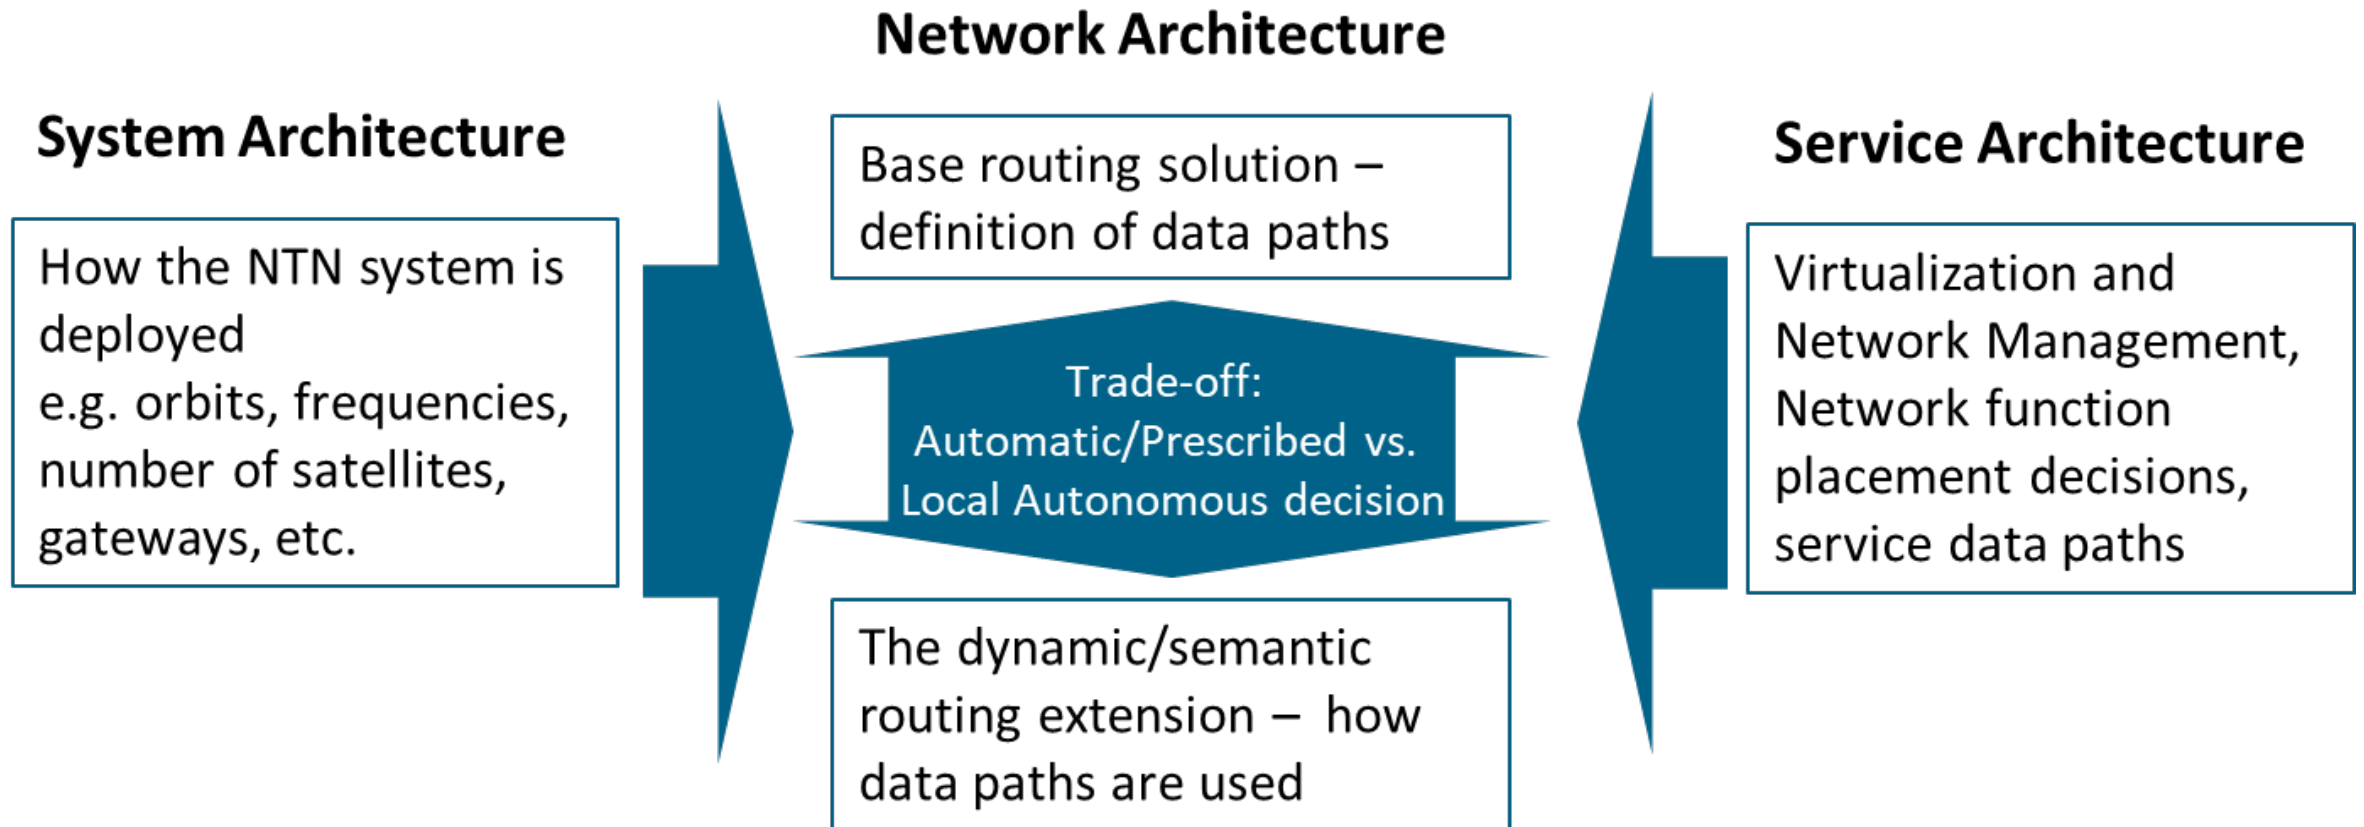 Network Architecture
System Architecture
How the NTN system is
deployed
e.g. orbits, frequencies,
number of satellites,
gateways, etc.
Base routing solution –
definition of data paths
Trade-off:
Automatic/Prescribed vs.
Local Autonomous decision
The dynamic/semantic
routing extension – how
data paths are used
Service Architecture
Virtualization and
Network Management,
Network function
placement decisions,
service data paths